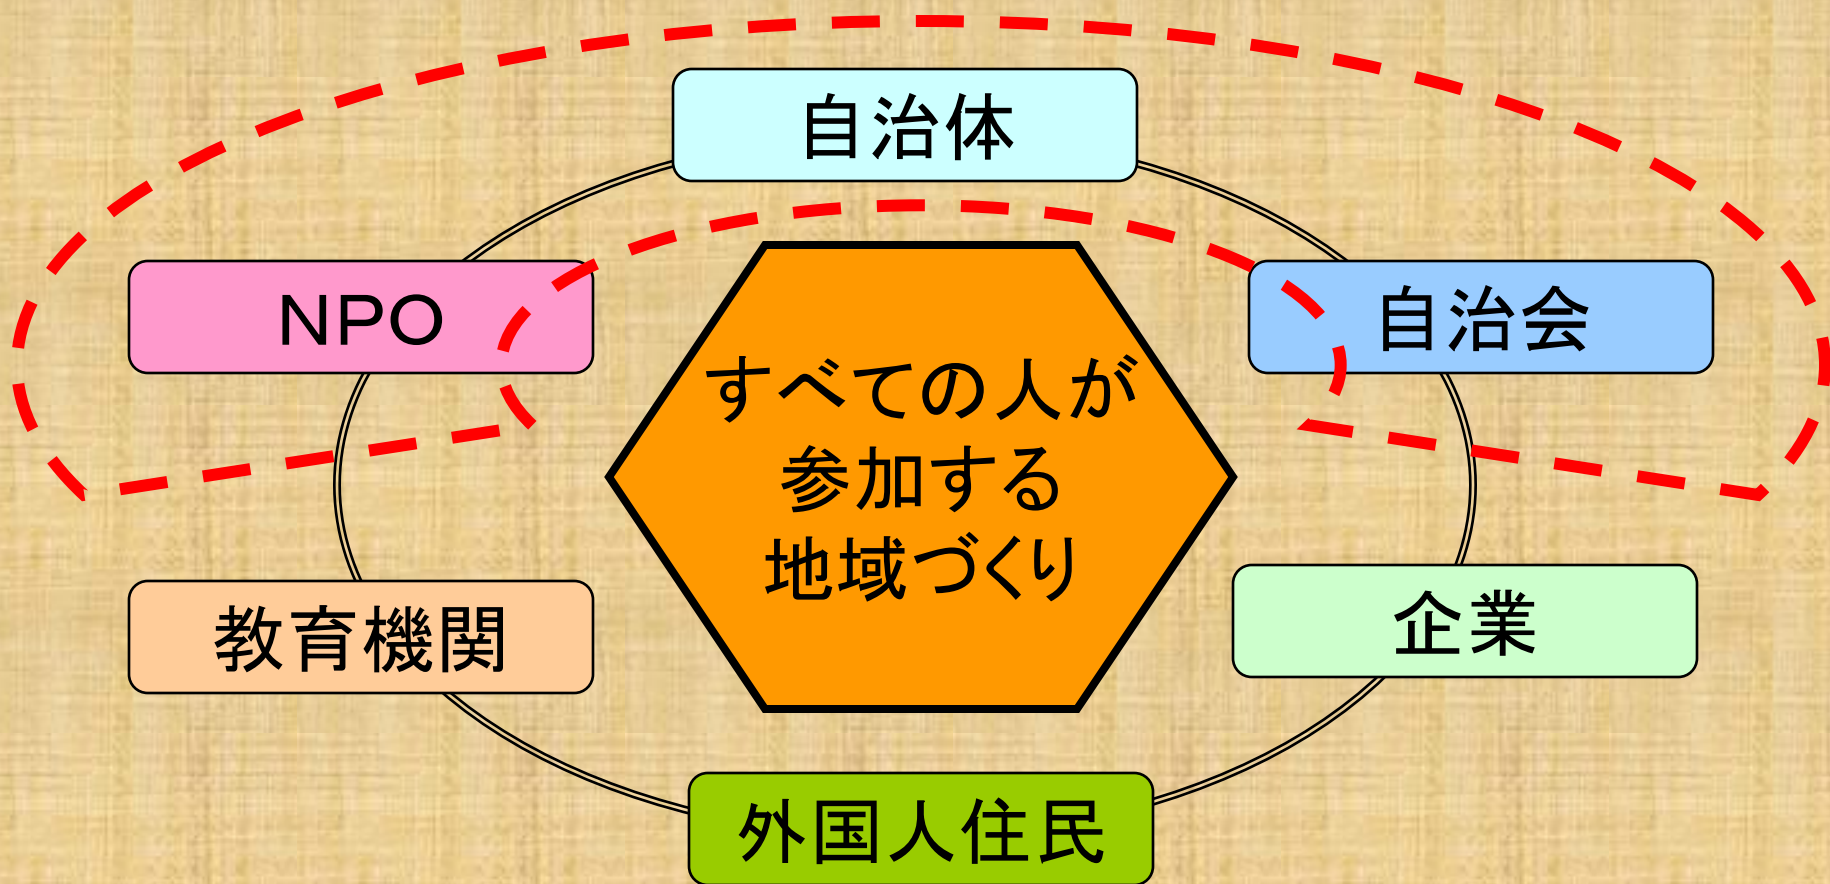 自治体
NPO
自治会
すべての人が
参加する
地域づくり
教育機関
企業
外国人住民